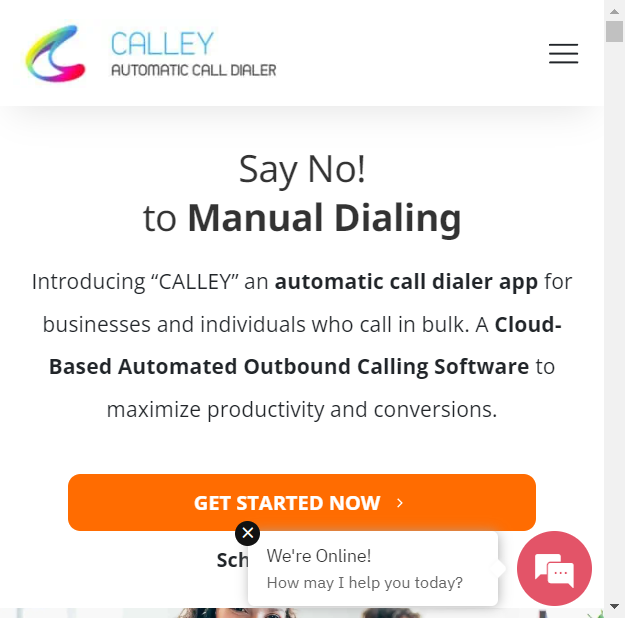 CALLEY
AUTOMATIC CALL DIALER
Say No!
to Manual Dialing
Introducing “CALLEY” an automatic call dialer app for
businesses and individuals who call in bulk. A Cloud-
Based Automated Outbound Calling Software to
maximize productivity and conversions.
GET STARTED NOW
We're Online!
How may I help you today?